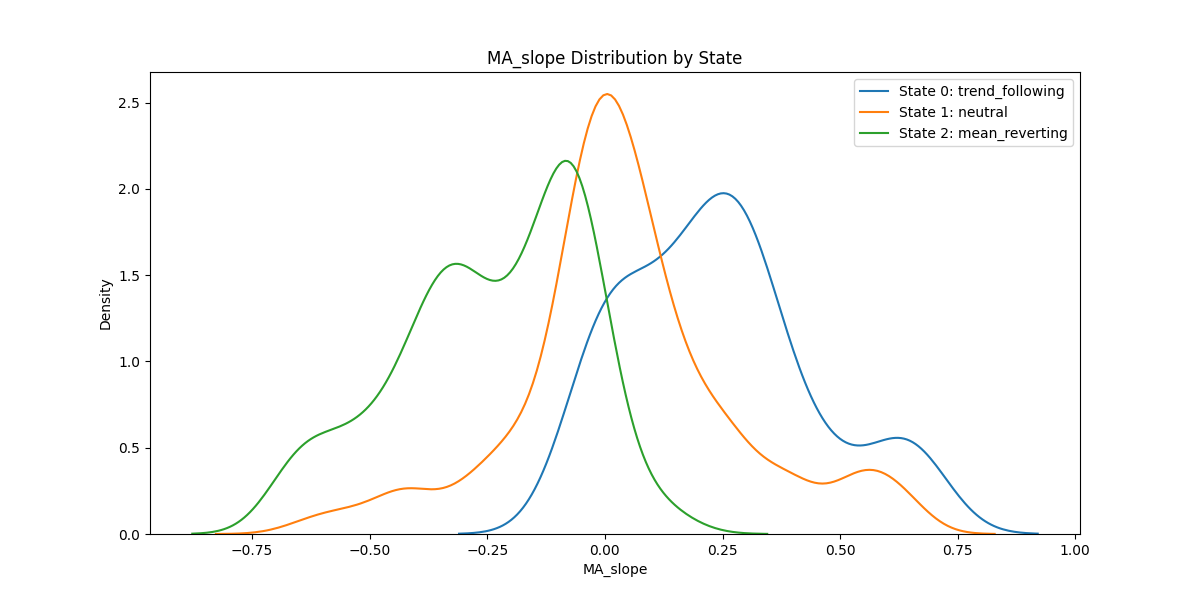 MA_slope Distribution by State
State 0: trend_following
State 1: neutral
State 2: mean_reverting
Density
2.5
2.0
1.5
1.0
0.5
0.0
−0.75 −0.50 −0.25 0.00 0.25 0.50 0.75 1.00
MA_slope